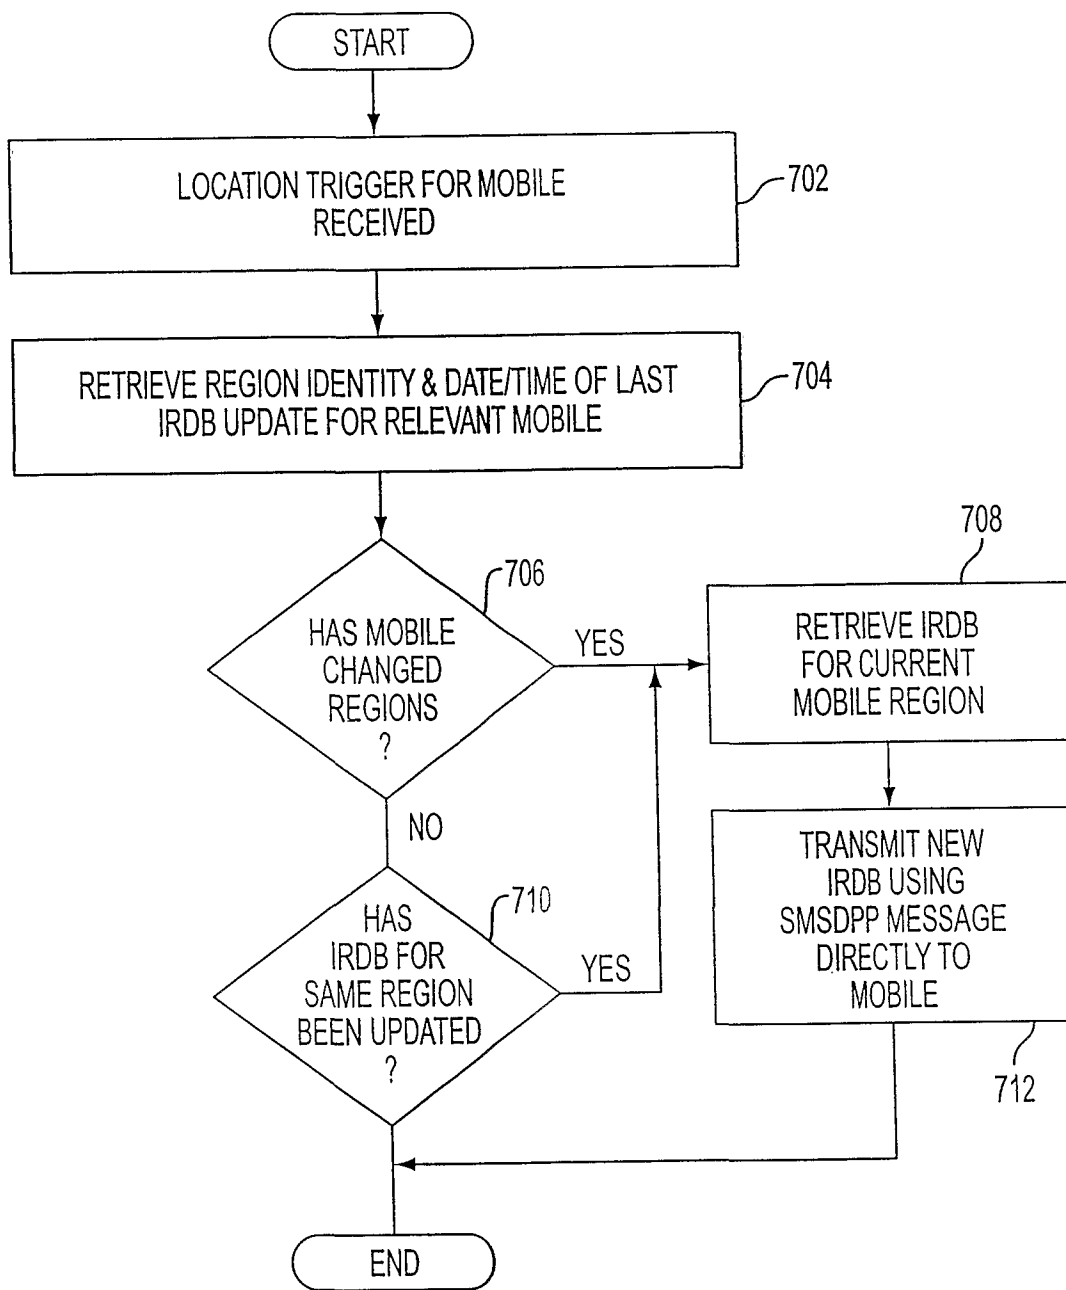 START
LOCATION TRIGGER FOR MOBILE
RECEIVED
702
RETRIEVE REGION IDENTITY & DATE/TIME OF LAST
IRDB UPDATE FOR RELEVANT MOBILE
704
HAS MOBILE
CHANGED
REGIONS
?
706
YES
RETRIEVE IRDB
FOR CURRENT
MOBILE REGION
708
NO
HAS
IRDB FOR
SAME REGION
BEEN UPDATED
?
710
YES
TRANSMIT NEW
IRDB USING
SMSDPP MESSAGE
DIRECTLY TO
MOBILE
712
END